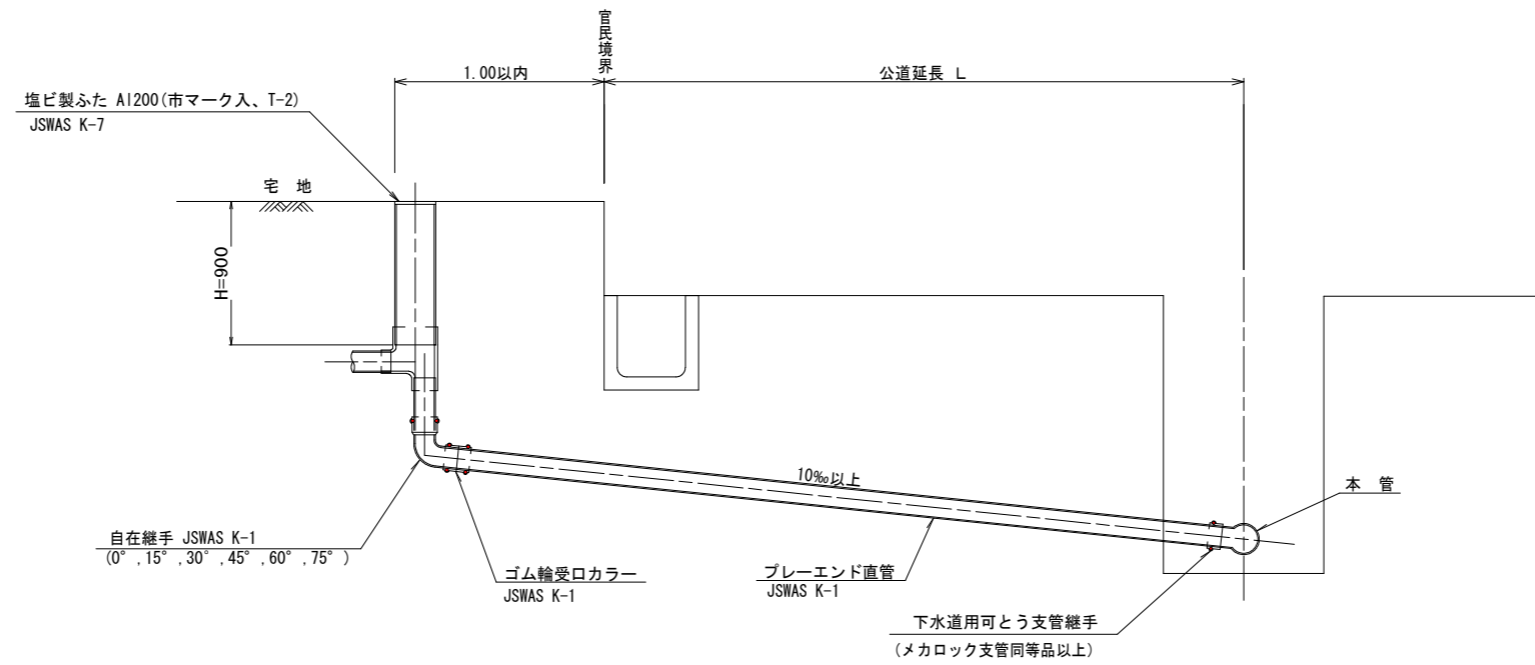 官民境界
1.00以内
公道延長 L
塩ビ製ふた AI200(市マーク入、T-2)
JSWAS K-7
宅 地
H=900
10‰以上
本 管
自在継手 JSWAS K-1
(0°,15°,30°,45°,60°,75°)
ゴム輪受口カラー
JSWAS K-1
プレーエンド直管
JSWAS K-1
下水道用可とう支管継手
(メカロック支管同等品以上)